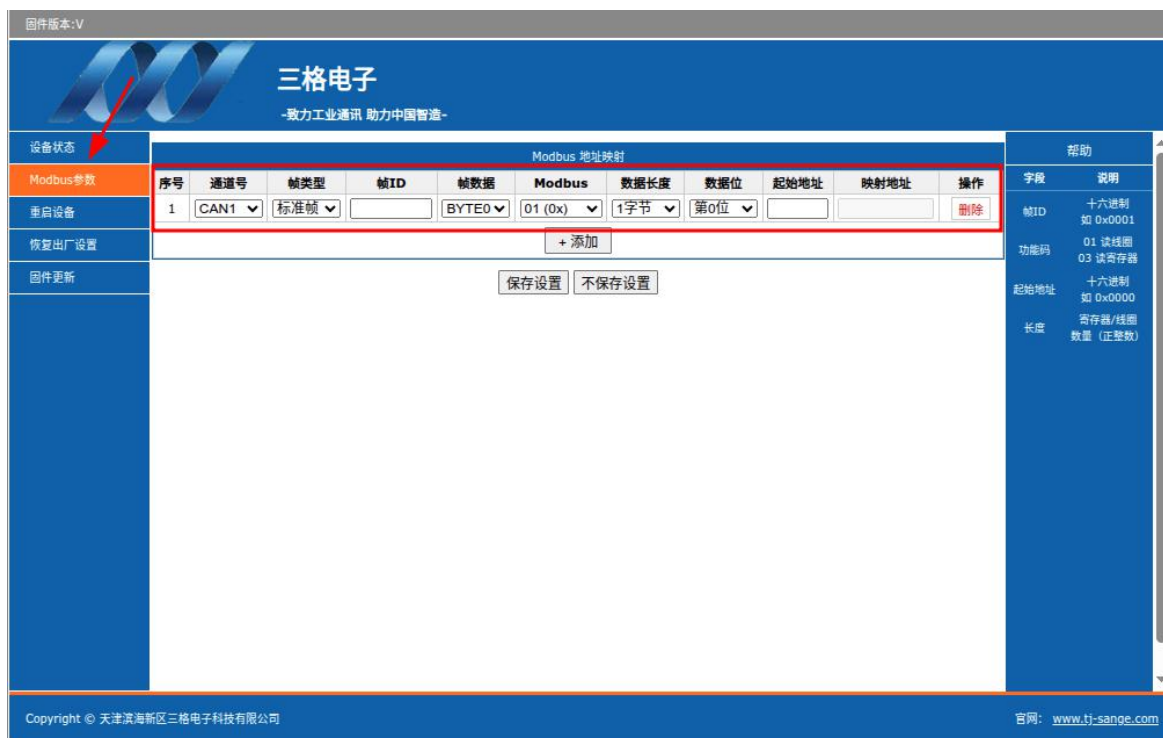 固件版本:V
三格电子
-致力工业通讯 助力中国智造-
设备状态
Modbus参数
重启设备
恢复出厂设置
固件更新
Modbus 地址映射
序号 通道号 帧类型 帧ID 帧数据 Modbus 数据长度 数据位 起始地址 映射地址 操作
1 CAN1 标准帧 BYTE0 01 (0x) 1字节 第0位 删除
+ 添加
保存设置 不保存设置
帮助
字段 说明
帧ID 十六进制
如 0x0001
功能码 01 读线圈
03 读寄存器
起始地址 十六进制
如 0x0000
长度 寄存器/线圈
数量（正整数）
Copyright © 天津滨海新区三格电子科技有限公司
官网: www.tj-sange.com